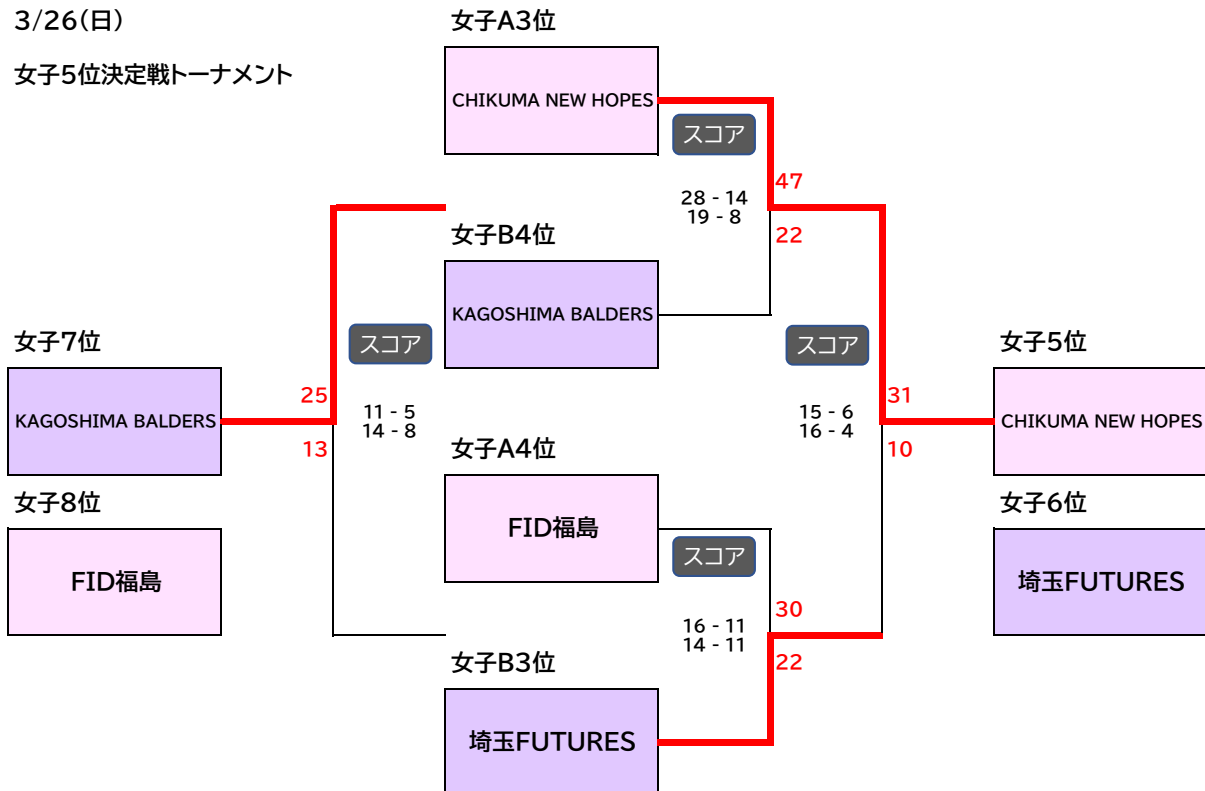 3/26(日)
女子5位決定戦トーナメント
女子A3位
CHIKUMA NEW HOPES
スコア
28 - 14
19 - 8
47
22
女子B4位
KAGOSHIMA BALDERS
女子7位
KAGOSHIMA BALDERS
スコア
25
13
11 - 5
14 - 8
スコア
15 - 6
16 - 4
31
10
女子5位
CHIKUMA NEW HOPES
女子8位
FID福島
女子A4位
FID福島
スコア
16 - 11
14 - 11
30
22
女子6位
埼玉FUTURES
女子B3位
埼玉FUTURES